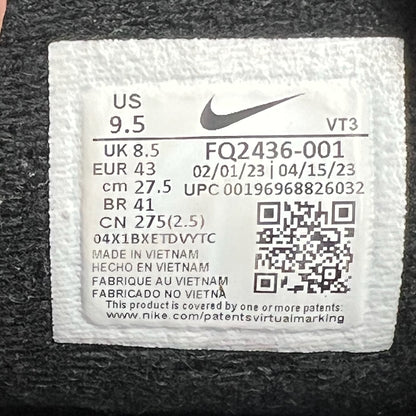 US
9.5
VT3
UK 8.5
FQ2436-001
EUR 43
02/01/23 | 04/15/23
cm 27.5
UPC 00196968826032
BR 41
CN 275(2.5)
04X1BXETDVYTC
MADE IN VIETNAM
HECHO EN VIETNAM
FABRIQUE AU VIETNAM
FABRICADO NO VIETNA
This product is covered by one or more patents:
www.nike.com/patentsvirtualmarking